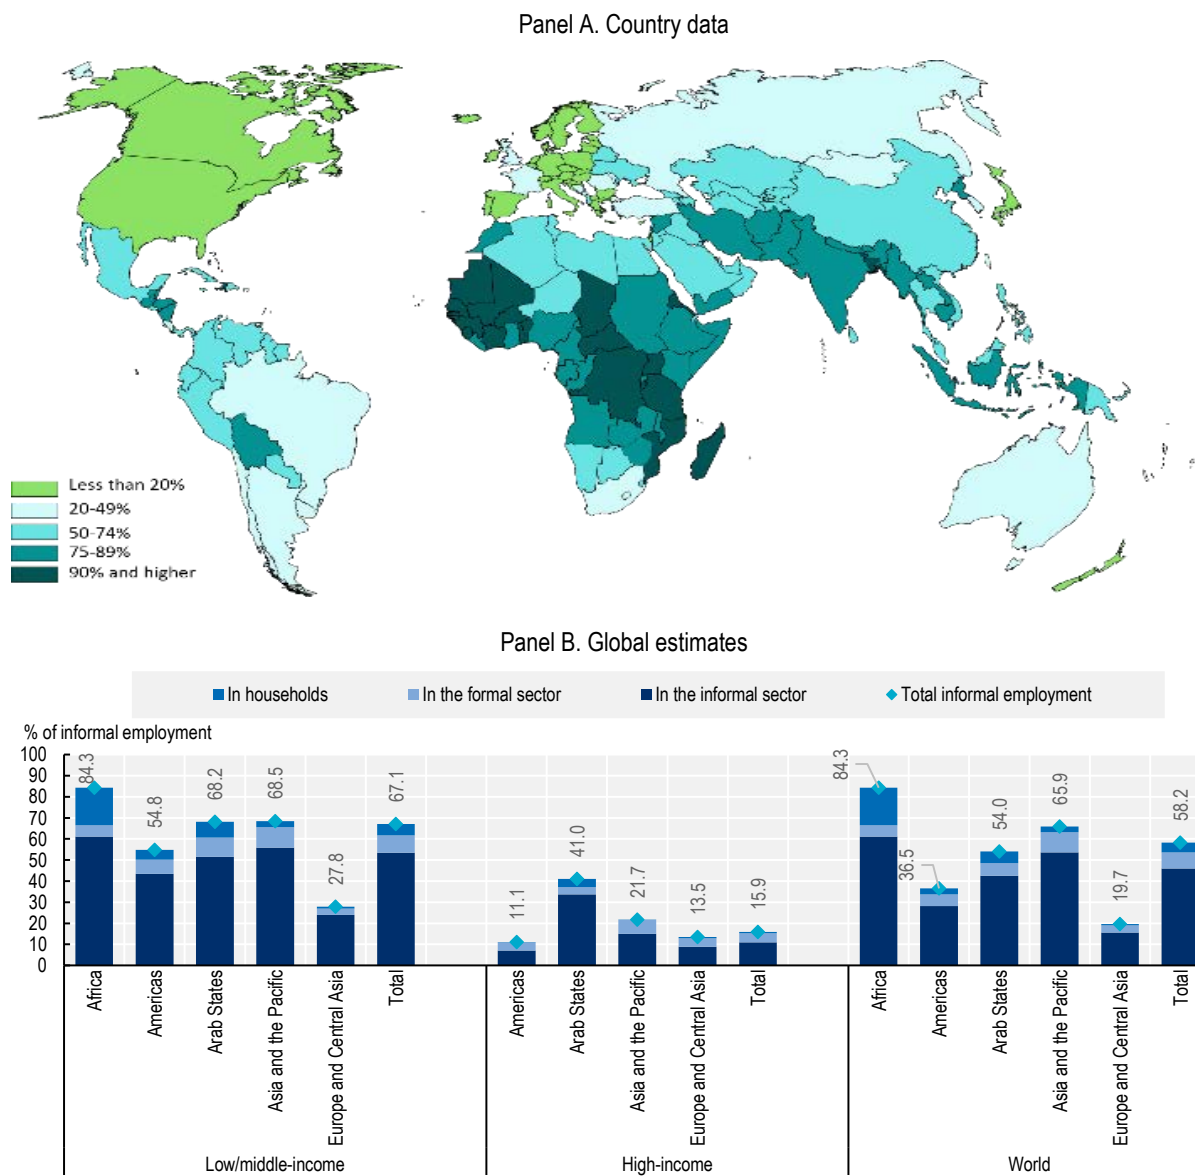 Panel A. Country data
Less than 20%
20-49%
50-74%
75-89%
90% and higher
Panel B. Global estimates
In households
In the formal sector
In the informal sector
Total informal employment
% of informal employment
100
90
80
70
60
50
40
30
20
10
0
84.3
54.8
68.2
68.5
27.8
67.1
11.1
41.0
21.7
13.5
15.9
84.3
36.5
54.0
65.9
19.7
58.2
Africa
Americas
Arab States
Asia and the Pacific
Europe and Central Asia
Total
Americas
Arab States
Asia and the Pacific
Europe and Central Asia
Total
Africa
Americas
Arab States
Asia and the Pacific
Europe and Central Asia
Total
Low/middle-income
High-income
World